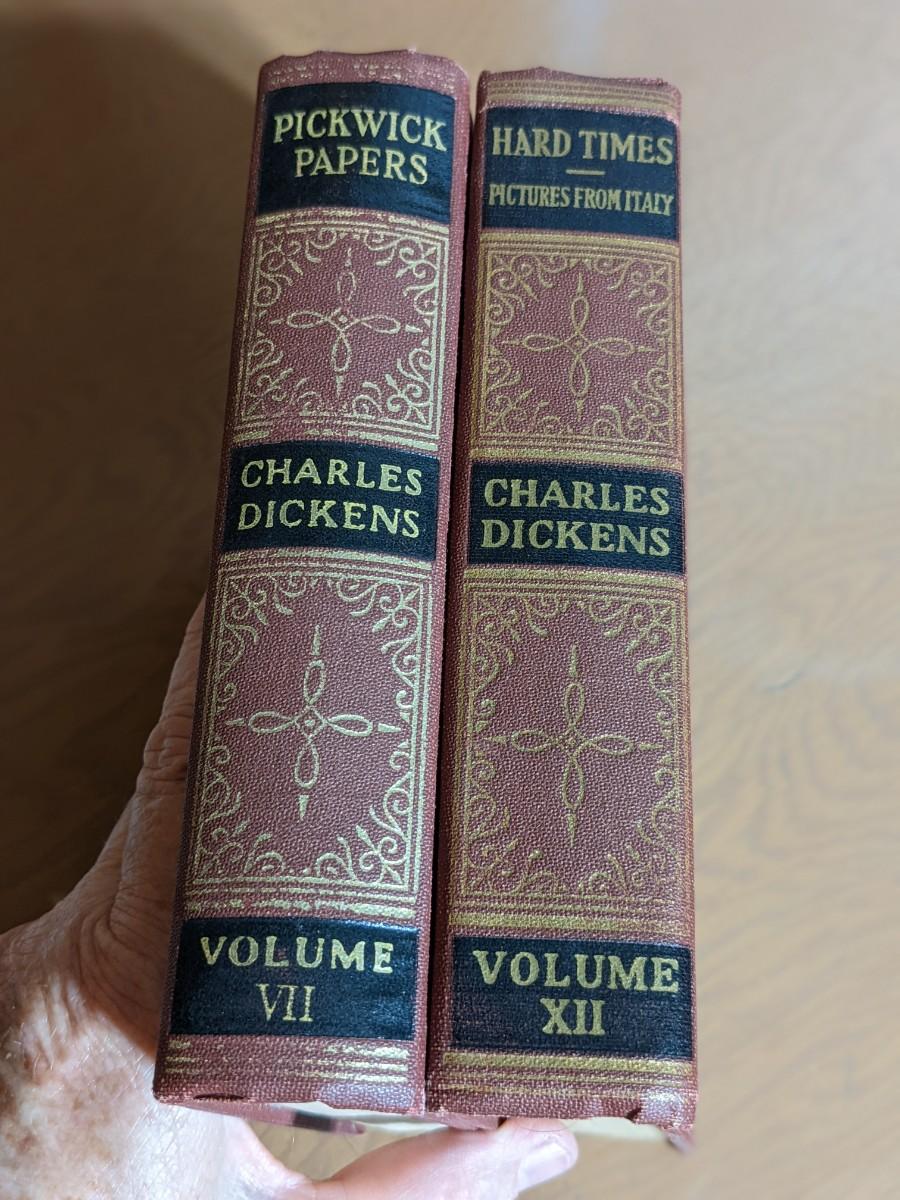 PICKWICK
PAPERS
CHARLES
DICKENS
VOLUME
VII
HARD TIMES
PICTURES FROM ITALY
CHARLES
DICKENS
VOLUME
XII